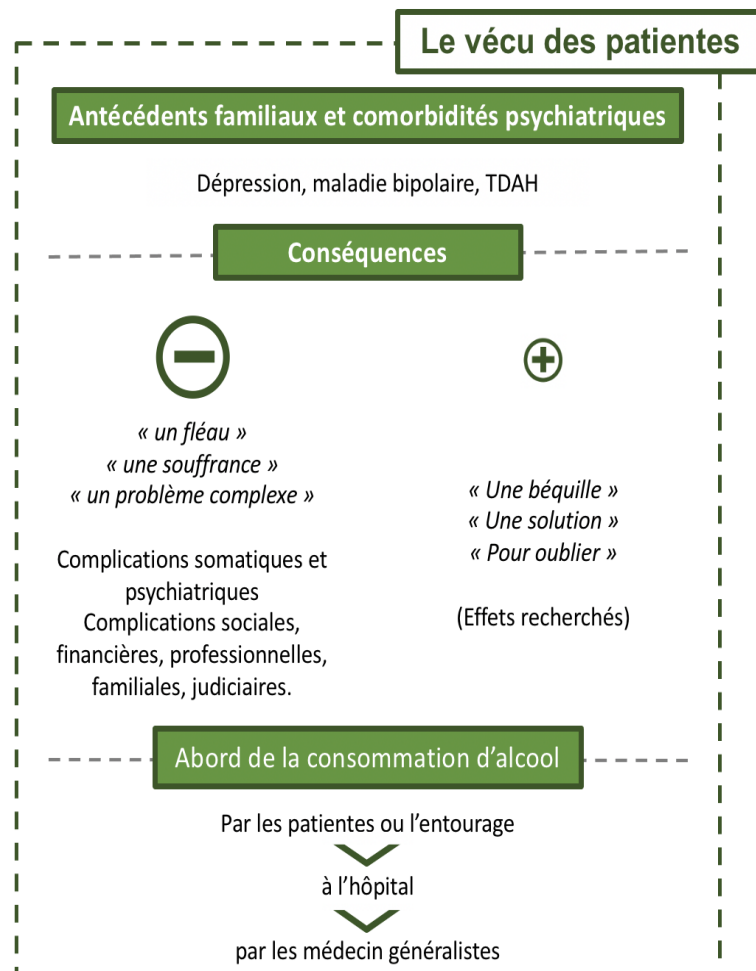 Le vécu des patientes
Antécédents familiaux et comorbidités psychiatriques
Dépression, maladie bipolaire, TDAH
Conséquences
« un fléau »
« une souffrance »
« un problème complexe »
Complications somatiques et
psychiatriques
Complications sociales,
financières, professionnelles,
familiales, judiciaires.
« Une béquille »
« Une solution »
« Pour oublier »
(Effets recherchés)
Abord de la consommation d’alcool
Par les patientes ou l’entourage
à l’hôpital
par les médecin généralistes